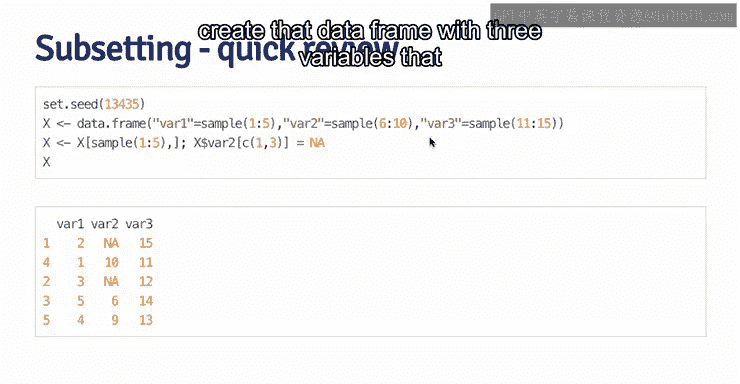 create that data frame with three
variables that
Subsetting - quick review
set.seed(13435)
X <- data.frame("var1"=sample(1:5),"var2"=sample(6:10),"var3"=sample(11:15))
X <- X[sample(1:5),]; X$var2[c(1,3)] = NA
X
var1 var2 var3
1 2 NA 15
4 1 10 11
2 3 NA 12
3 5 6 14
5 4 9 13